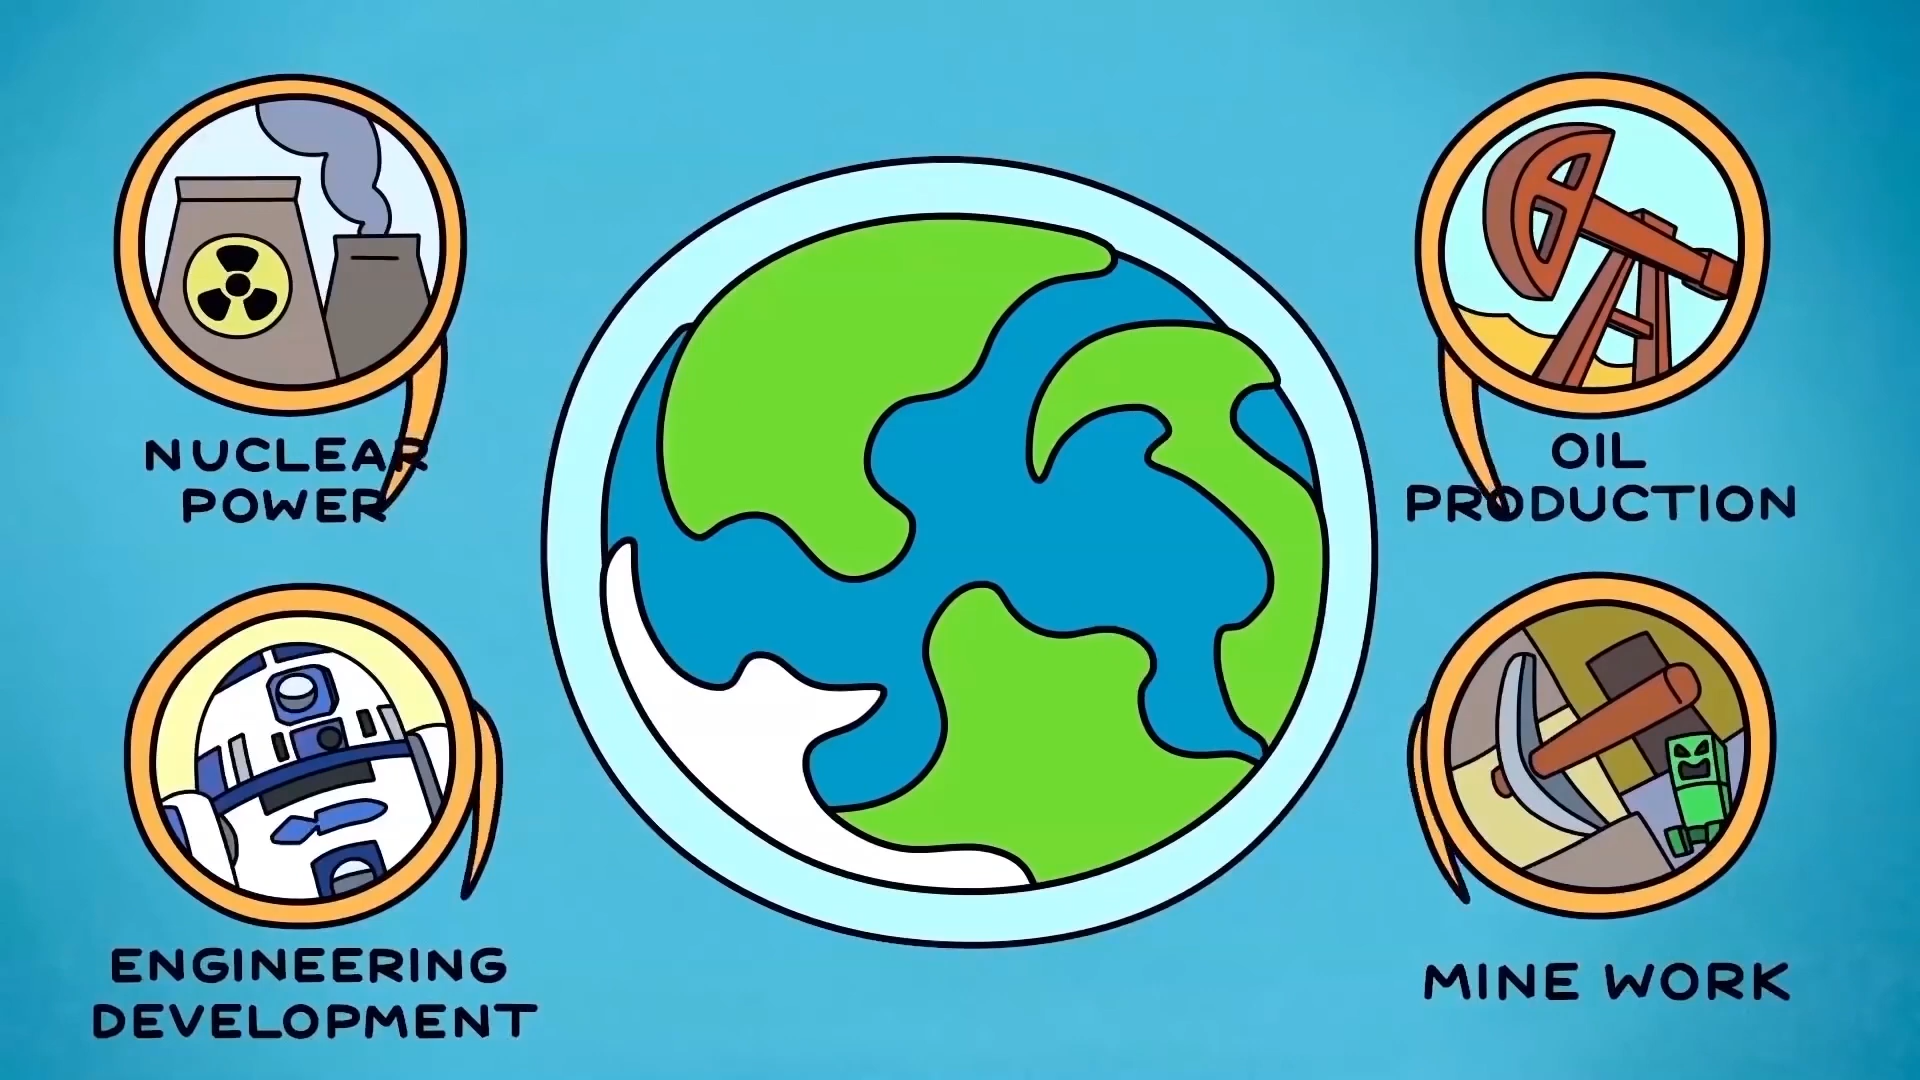 NUCLEAR
POWER
OIL
PRODUCTION
ENGINEERING
DEVELOPMENT
MINE WORK